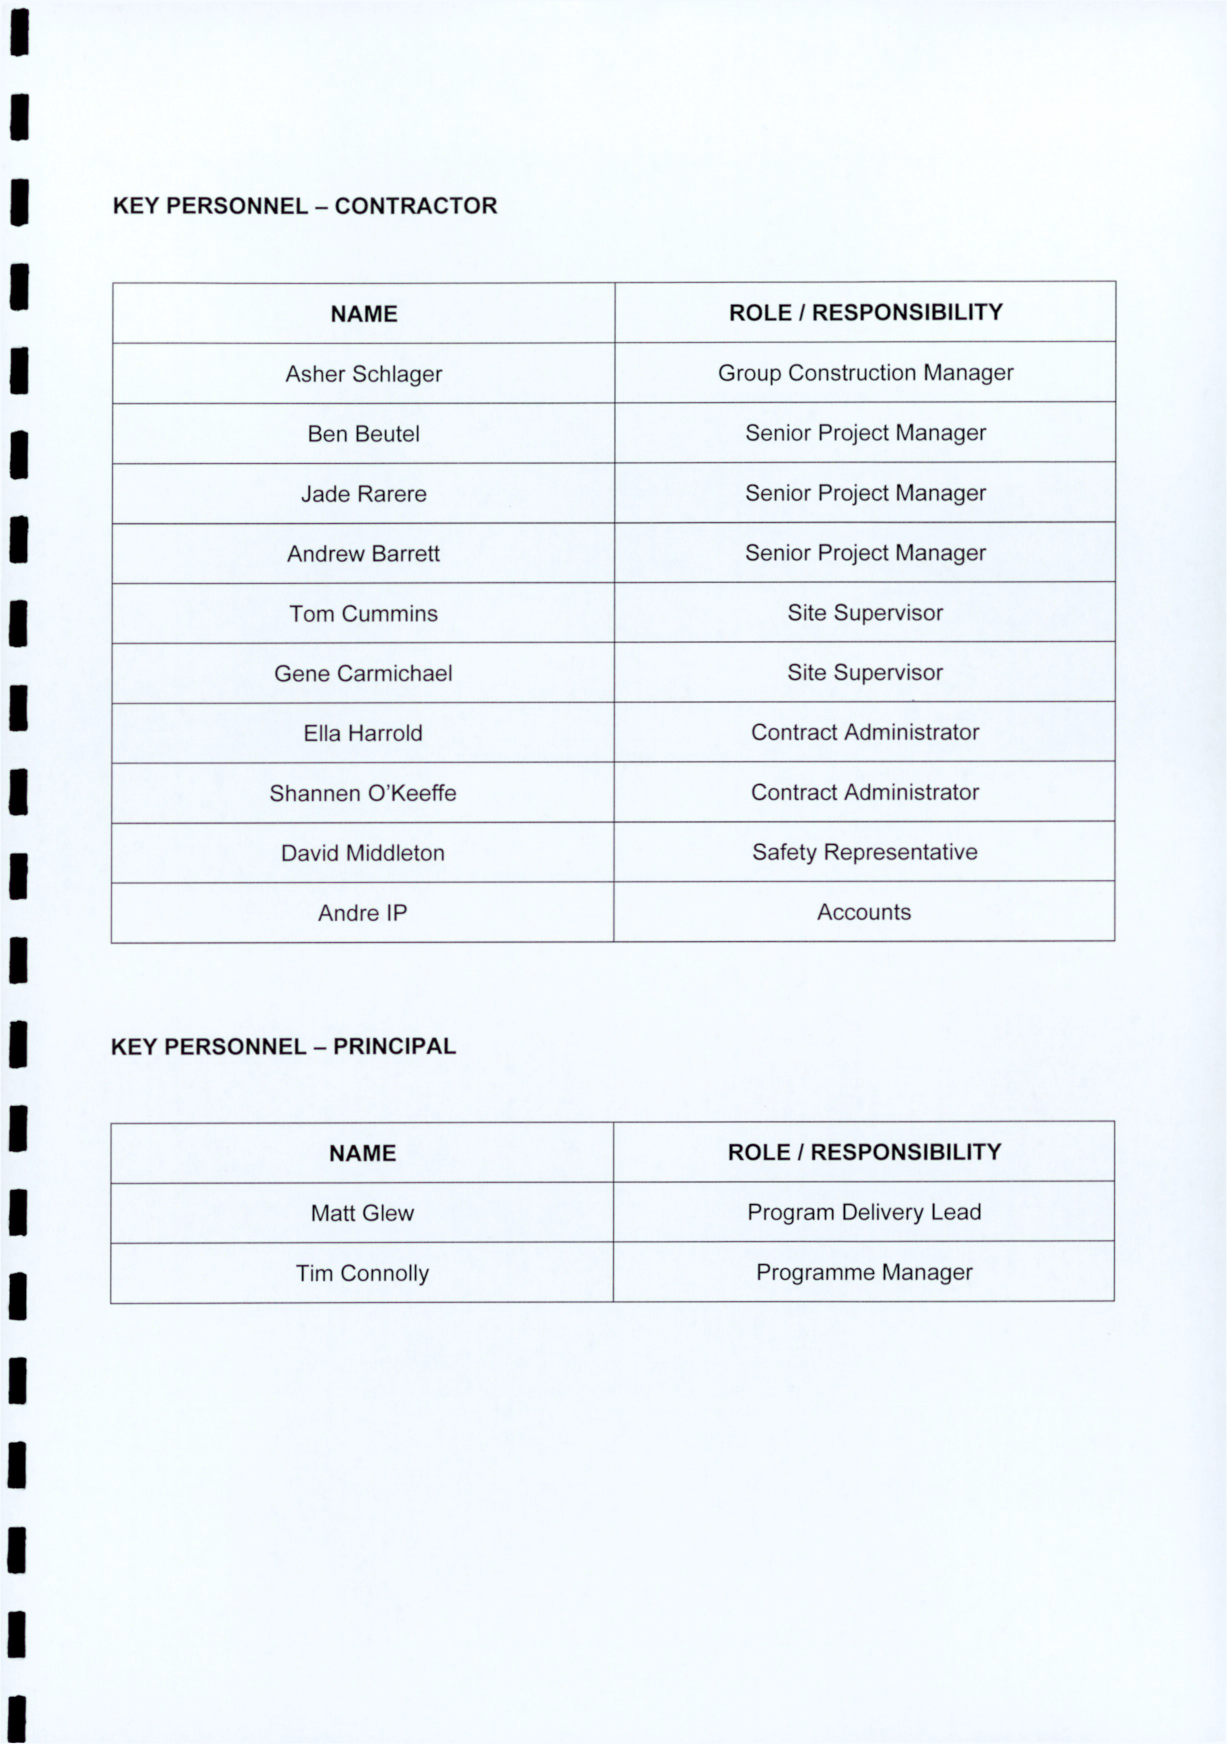 KEY PERSONNEL – CONTRACTOR
NAME ROLE / RESPONSIBILITY
Asher Schlager Group Construction Manager
Ben Beutel Senior Project Manager
Jade Rarere Senior Project Manager
Andrew Barrett Senior Project Manager
Tom Cummins Site Supervisor
Gene Carmichael Site Supervisor
Ella Harrold Contract Administrator
Shannen O'Keeffe Contract Administrator
David Middleton Safety Representative
Andre IP Accounts
KEY PERSONNEL – PRINCIPAL
NAME ROLE / RESPONSIBILITY
Matt Glew Program Delivery Lead
Tim Connolly Programme Manager